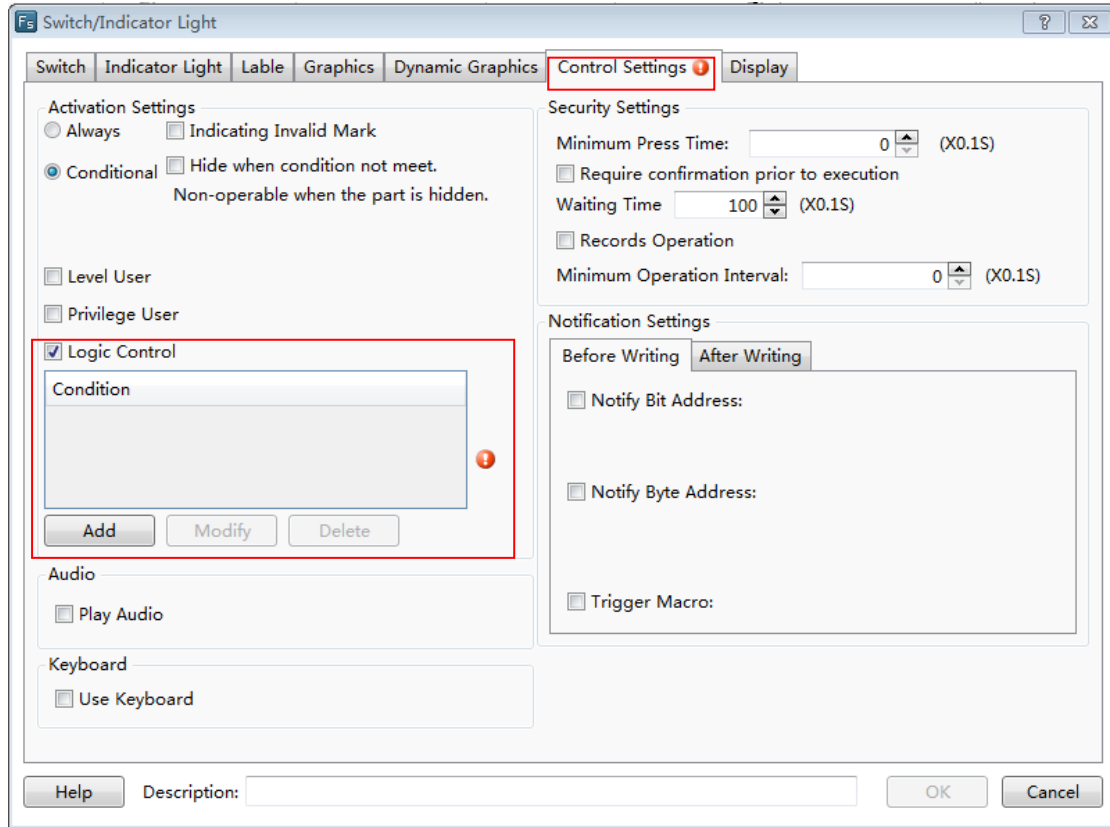 Fs Switch/Indicator Light ?
Switch Indicator Light Lable Graphics Dynamic Graphics Control Settings ! Display
Activation Settings
Always Indicating Invalid Mark
Conditional Hide when condition not meet.
Non-operable when the part is hidden.
Level User
Privilege User
Logic Control
Condition
!
Add Modify Delete
Audio
Play Audio
Keyboard
Use Keyboard
Security Settings
Minimum Press Time: 0 (X0.1S)
Require confirmation prior to execution
Waiting Time 100 (X0.1S)
Records Operation
Minimum Operation Interval: 0 (X0.1S)
Notification Settings
Before Writing After Writing
Notify Bit Address:
Notify Byte Address:
Trigger Macro:
Help Description: OK Cancel